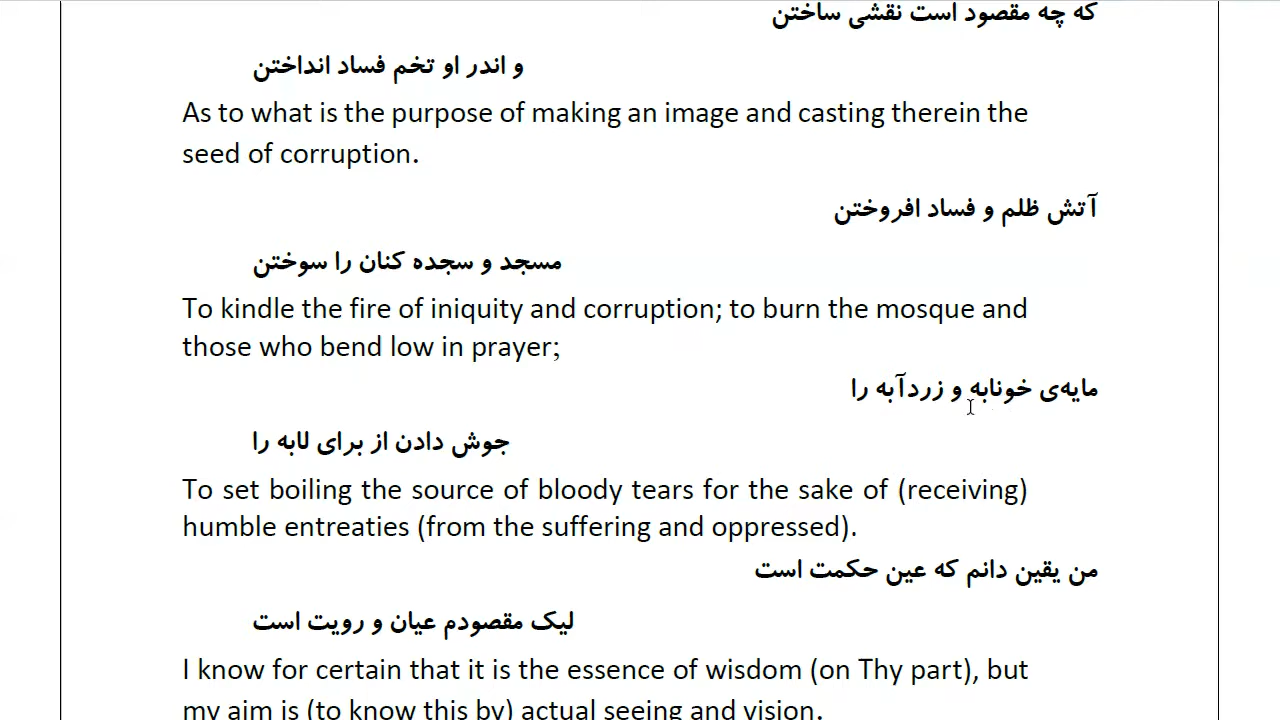 که چه مقصود است نقشی ساختن
و اندر او تخم فساد انداختن
As to what is the purpose of making an image and casting therein the
seed of corruption.
آتش ظلم و فساد افروختن
مسجد و سجده کنان را سوختن
To kindle the fire of iniquity and corruption; to burn the mosque and
those who bend low in prayer;
مایه‌ی خونابه و زردآبه را
جوش دادن از برای لابه را
To set boiling the source of bloody tears for the sake of (receiving)
humble entreaties (from the suffering and oppressed).
من یقین دانم که عین حکمت است
لیک مقصودم عیان و رویت است
I know for certain that it is the essence of wisdom (on Thy part), but
my aim is (to know this by) actual seeing and vision.